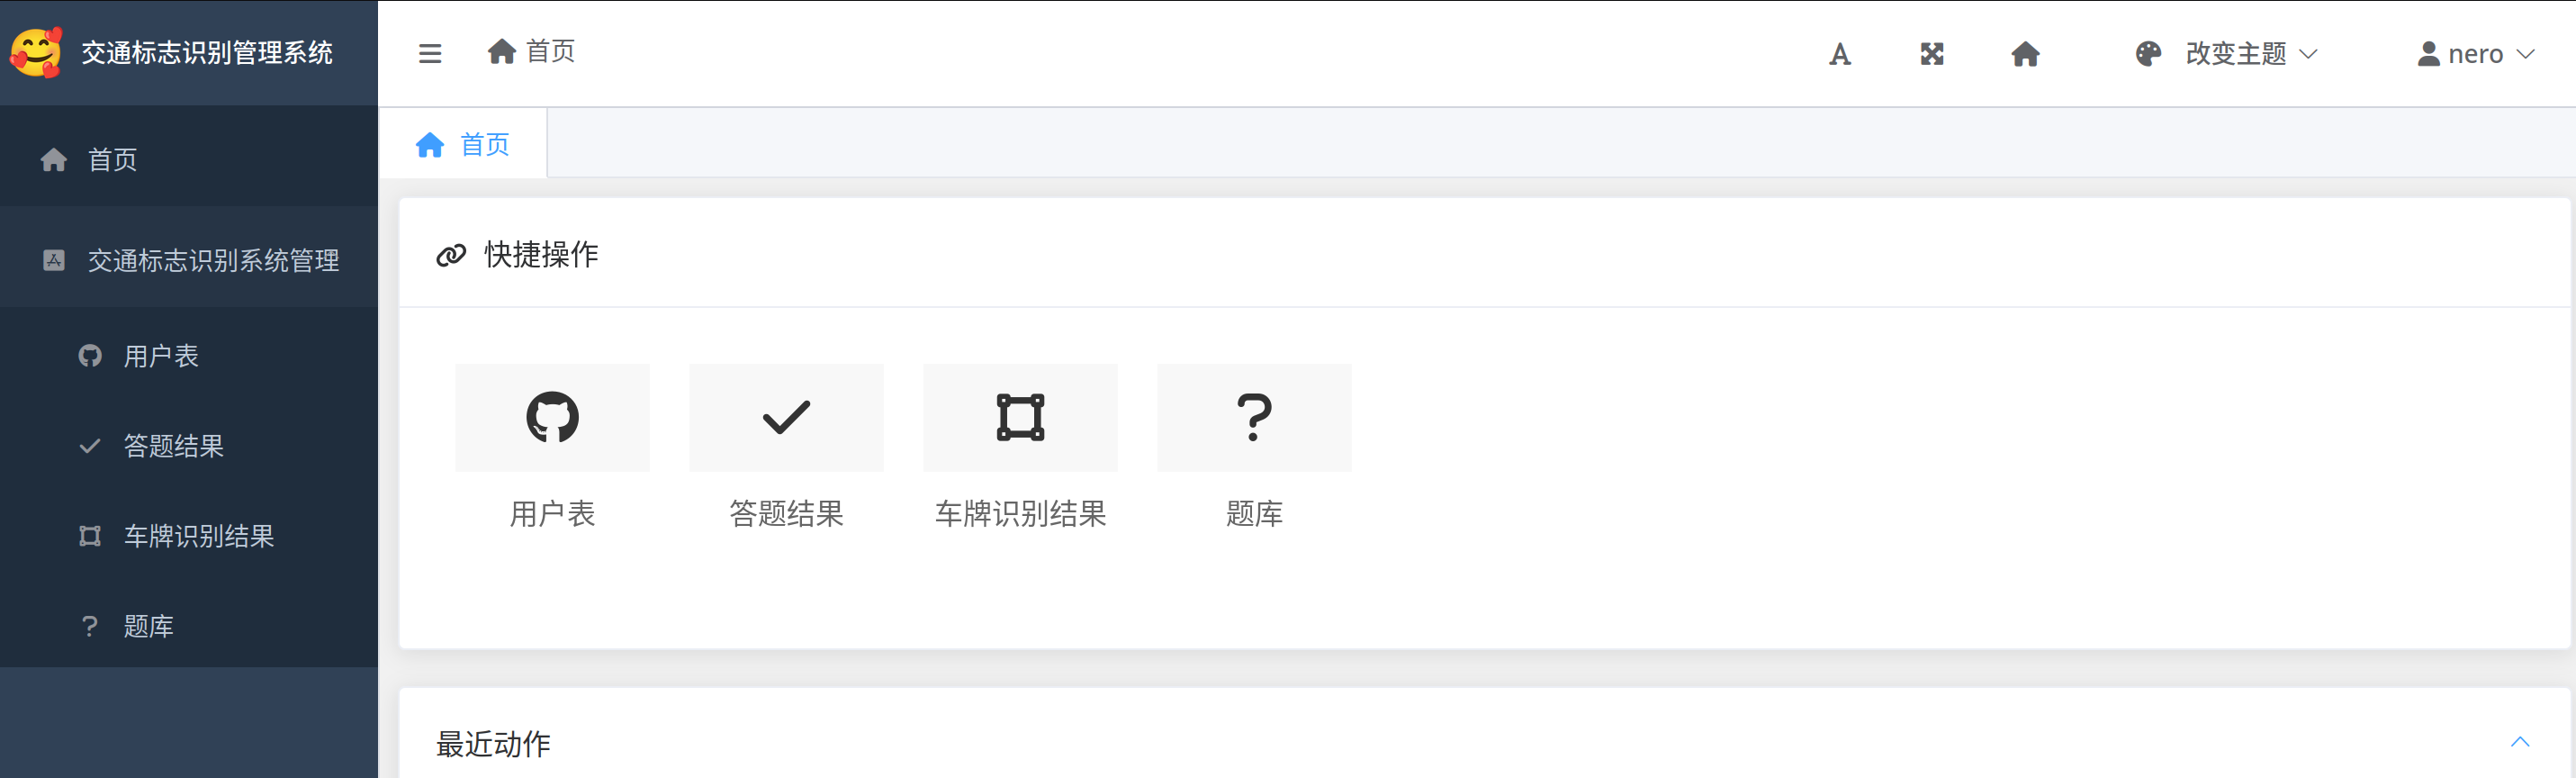 交通标志识别管理系统
首页
改变主题
nero
首页
首页
交通标志识别系统管理
用户表
答题结果
车牌识别结果
题库
快捷操作
用户表
答题结果
车牌识别结果
题库
最近动作